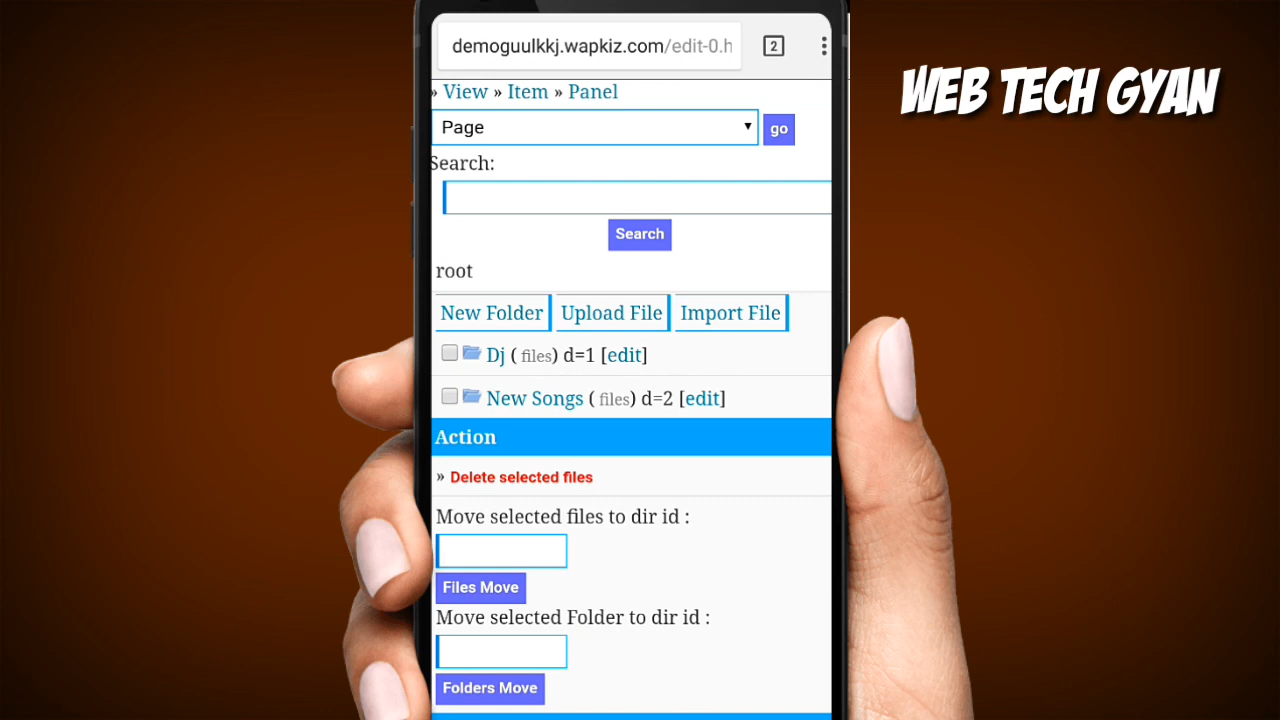 demoguulkkj.wapkiz.com/edit-0.h
2
WEB TECH GYAN
» View » Item » Panel
Page
go
Search:
Search
root
New Folder Upload File Import File
Dj ( files) d=1 [edit]
New Songs ( files) d=2 [edit]
Action
» Delete selected files
Move selected files to dir id :
Files Move
Move selected Folder to dir id :
Folders Move